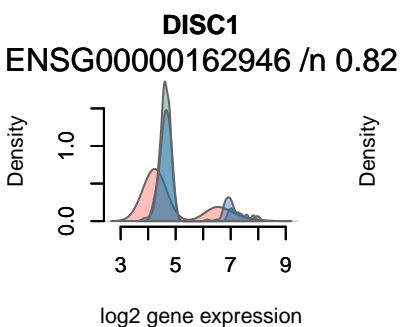 DISC1
ENSG00000162946 /n 0.82
Density
Density
1.0
0.0
3 5 7 9
log2 gene expression